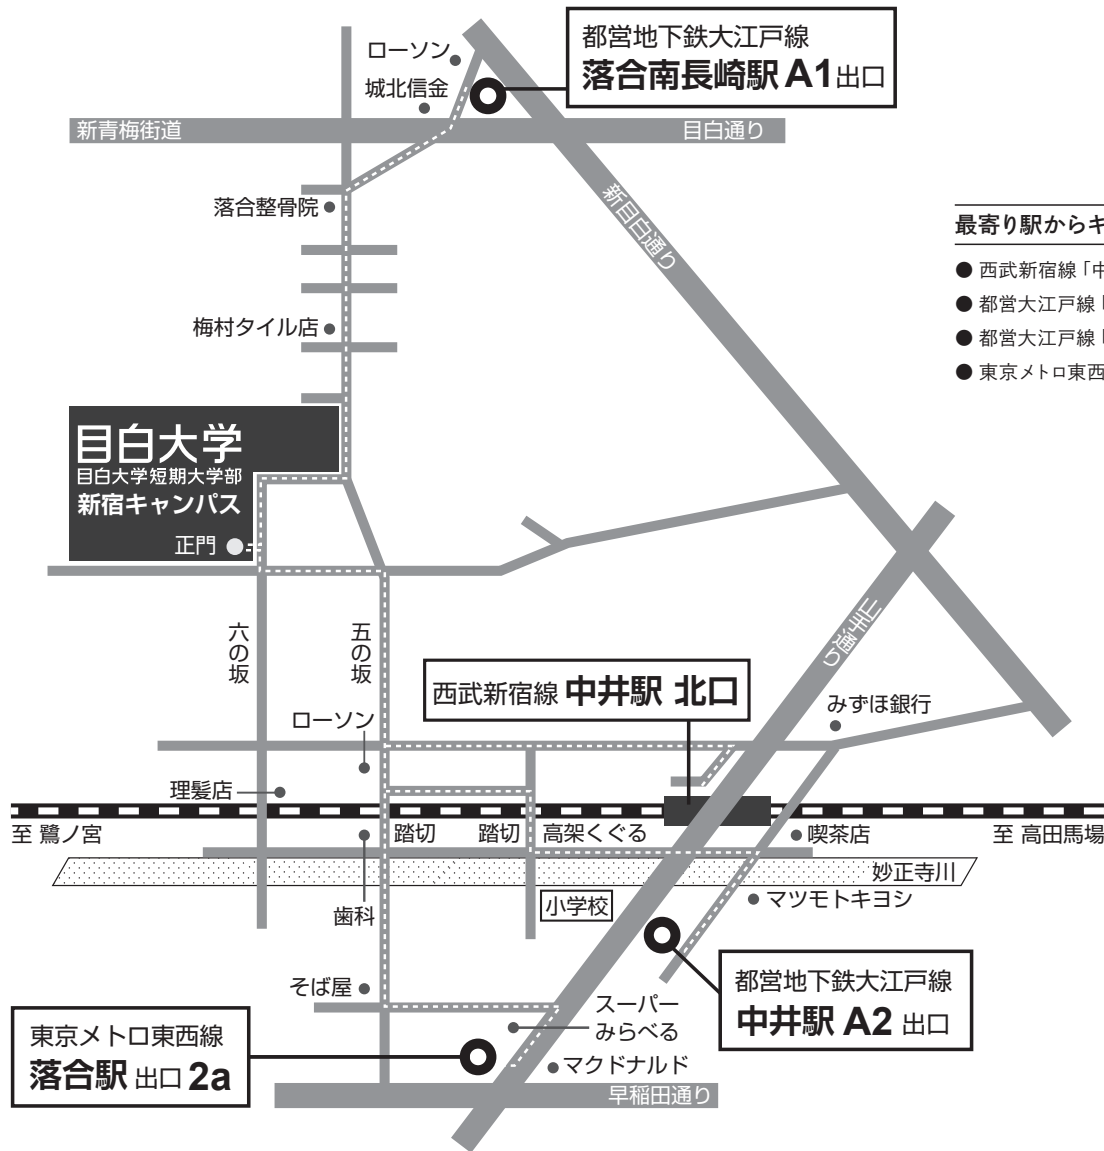 都営地下鉄大江戸線
落合南長崎駅 A1 出口
ローソン
城北信金
新青梅街道
目白通り
新目白通り
落合整骨院
梅村タイル店
最寄り駅からキ
● 西武新宿線「中
● 都営大江戸線「
● 都営大江戸線「
● 東京メトロ東西
目白大学
目白大学短期大学部
新宿キャンパス
正門
六の坂
五の坂
山手通り
西武新宿線 中井駅 北口
みずほ銀行
ローソン
理髪店
至 鷺ノ宮
踏切
踏切
高架くぐる
喫茶店
至 高田馬場
妙正寺川
歯科
小学校
マツモトキヨシ
都営地下鉄大江戸線
中井駅 A2 出口
そば屋
スーパー
みらべる
マクドナルド
東京メトロ東西線
落合駅 出口 2a
早稲田通り